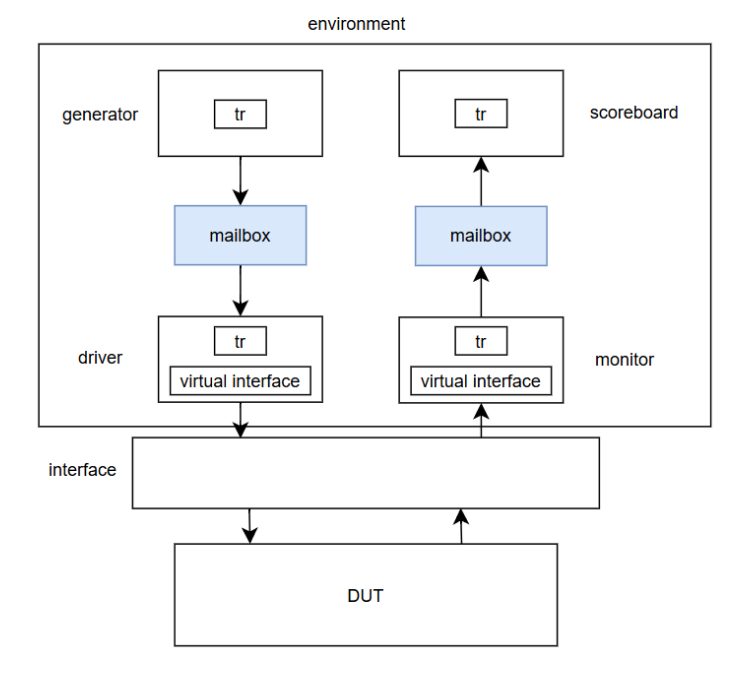 environment
generator
tr
tr
scoreboard
mailbox
mailbox
driver
tr
virtual interface
tr
virtual interface
monitor
interface
DUT